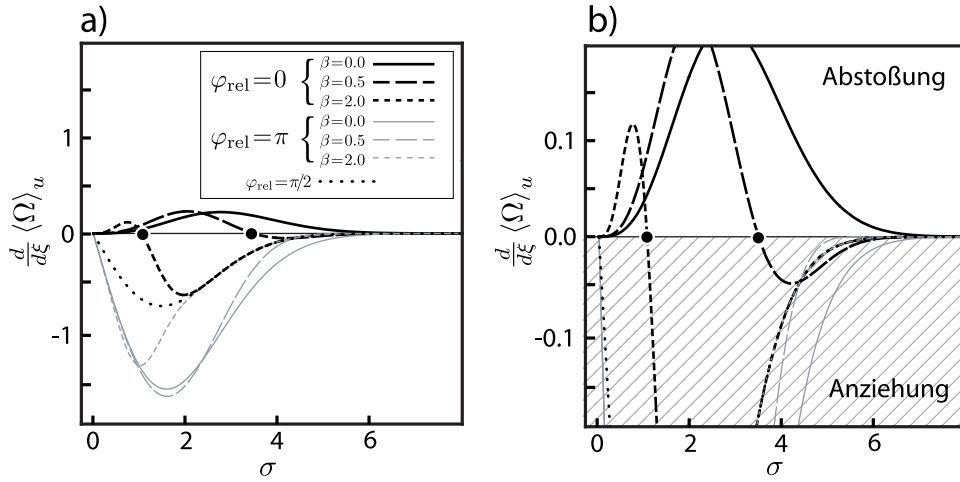 a)
φrel=0 { β=0.0
β=0.5
β=2.0
φrel=π { β=0.0
β=0.5
β=2.0
φrel=π/2
1
0
-1
d/dξ ⟨Ω⟩u
0 2 4 6
σ
b)
Abstoßung
0.1
0.0
-0.1
Anziehung
d/dξ ⟨Ω⟩u
0 2 4 6
σ